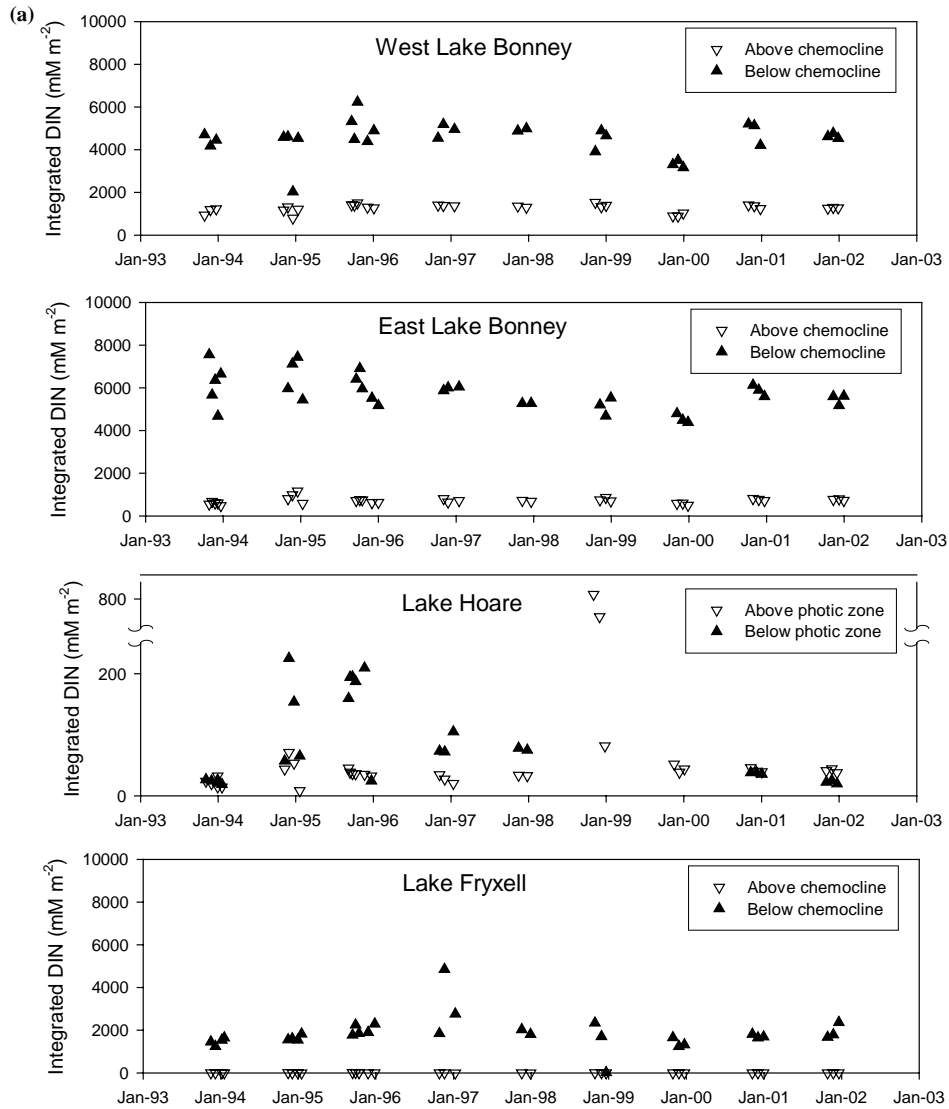 (a)
West Lake Bonney
Above chemocline
Below chemocline
Integrated DIN (mM m-2)
10000
8000
6000
4000
2000
0
Jan-93 Jan-94 Jan-95 Jan-96 Jan-97 Jan-98 Jan-99 Jan-00 Jan-01 Jan-02 Jan-03
East Lake Bonney
Above chemocline
Below chemocline
Integrated DIN (mM m-2)
10000
8000
6000
4000
2000
0
Jan-93 Jan-94 Jan-95 Jan-96 Jan-97 Jan-98 Jan-99 Jan-00 Jan-01 Jan-02 Jan-03
Lake Hoare
Above photic zone
Below photic zone
Integrated DIN (mM m-2)
800
200
0
Jan-93 Jan-94 Jan-95 Jan-96 Jan-97 Jan-98 Jan-99 Jan-00 Jan-01 Jan-02 Jan-03
Lake Fryxell
Above chemocline
Below chemocline
Integrated DIN (mM m-2)
10000
8000
6000
4000
2000
0
Jan-93 Jan-94 Jan-95 Jan-96 Jan-97 Jan-98 Jan-99 Jan-00 Jan-01 Jan-02 Jan-03